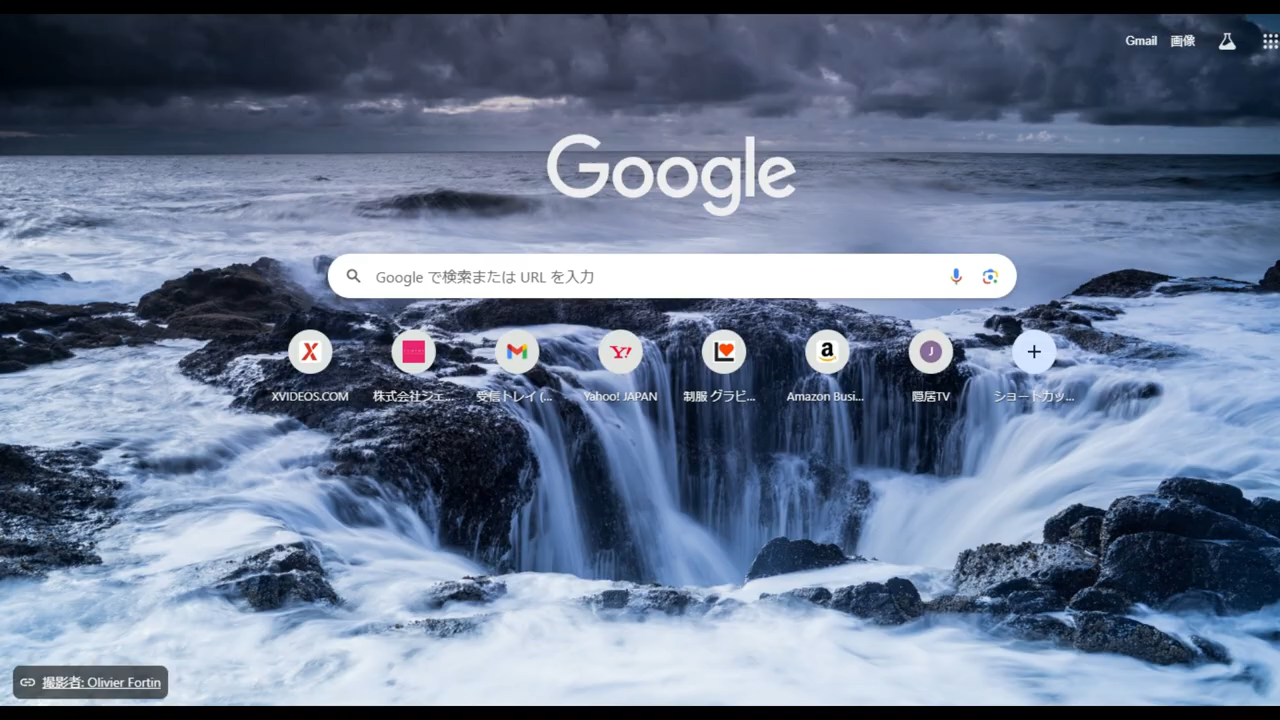 Gmail 画像
Google
Google で検索または URL を入力
XVIDEOS.COM 株式会社ジェ... 受信トレイ (... Yahoo! JAPAN 制服 グラビ... Amazon Busi... 隠居TV ショートカッ...
撮影者: Olivier Fortin